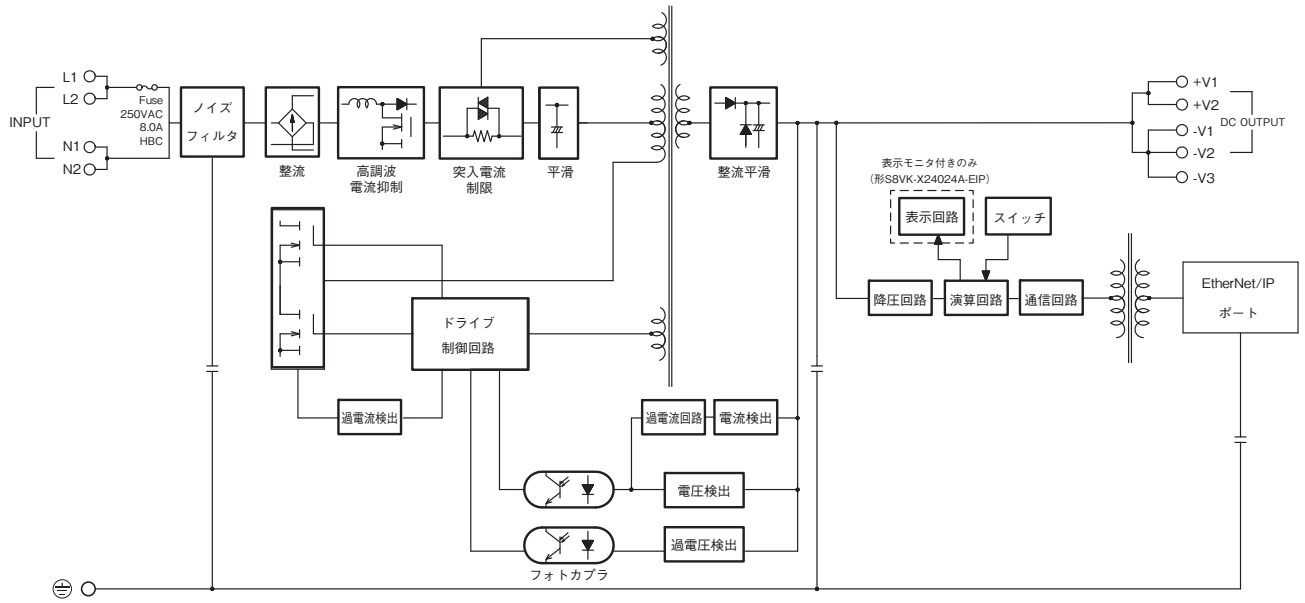 L1
L2
INPUT
N1
N2
Fuse
250VAC
8.0A
HBC
ノイズ
フィルタ
整流
高調波
電流抑制
突入電流
制限
平滑
整流平滑
+V1
+V2
DC OUTPUT
-V1
-V2
-V3
表示モニタ付きのみ
（形S8VK-X24024A-EIP）
表示回路
スイッチ
降圧回路
演算回路
通信回路
EtherNet/IP
ポート
ドライブ
制御回路
過電流検出
過電流回路
電流検出
電圧検出
過電圧検出
フォトカプラ